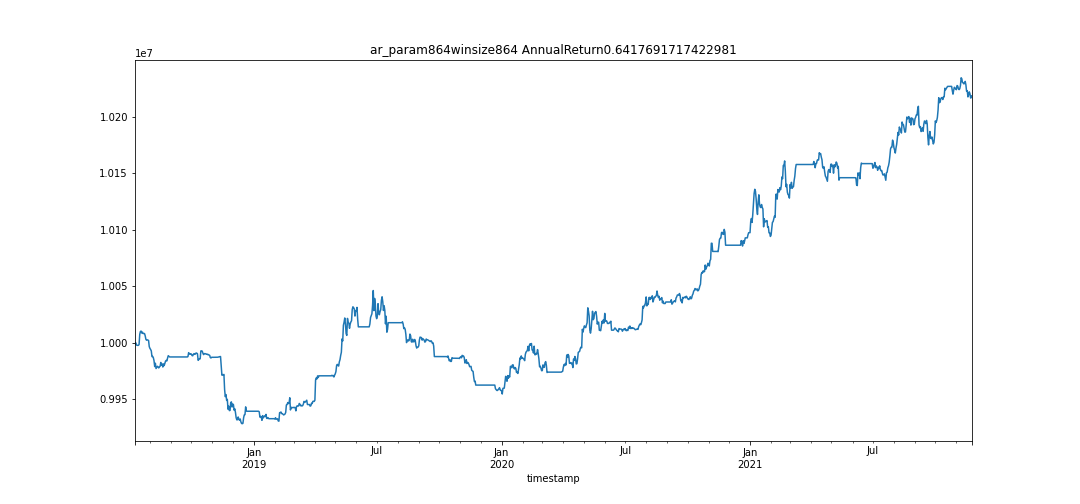 ar_param864winsize864 AnnualReturn0.6417691717422981
1e7
1.020
1.015
1.010
1.005
1.000
0.995
Jan
2019
Jul
Jan
2020
Jul
Jan
2021
Jul
timestamp